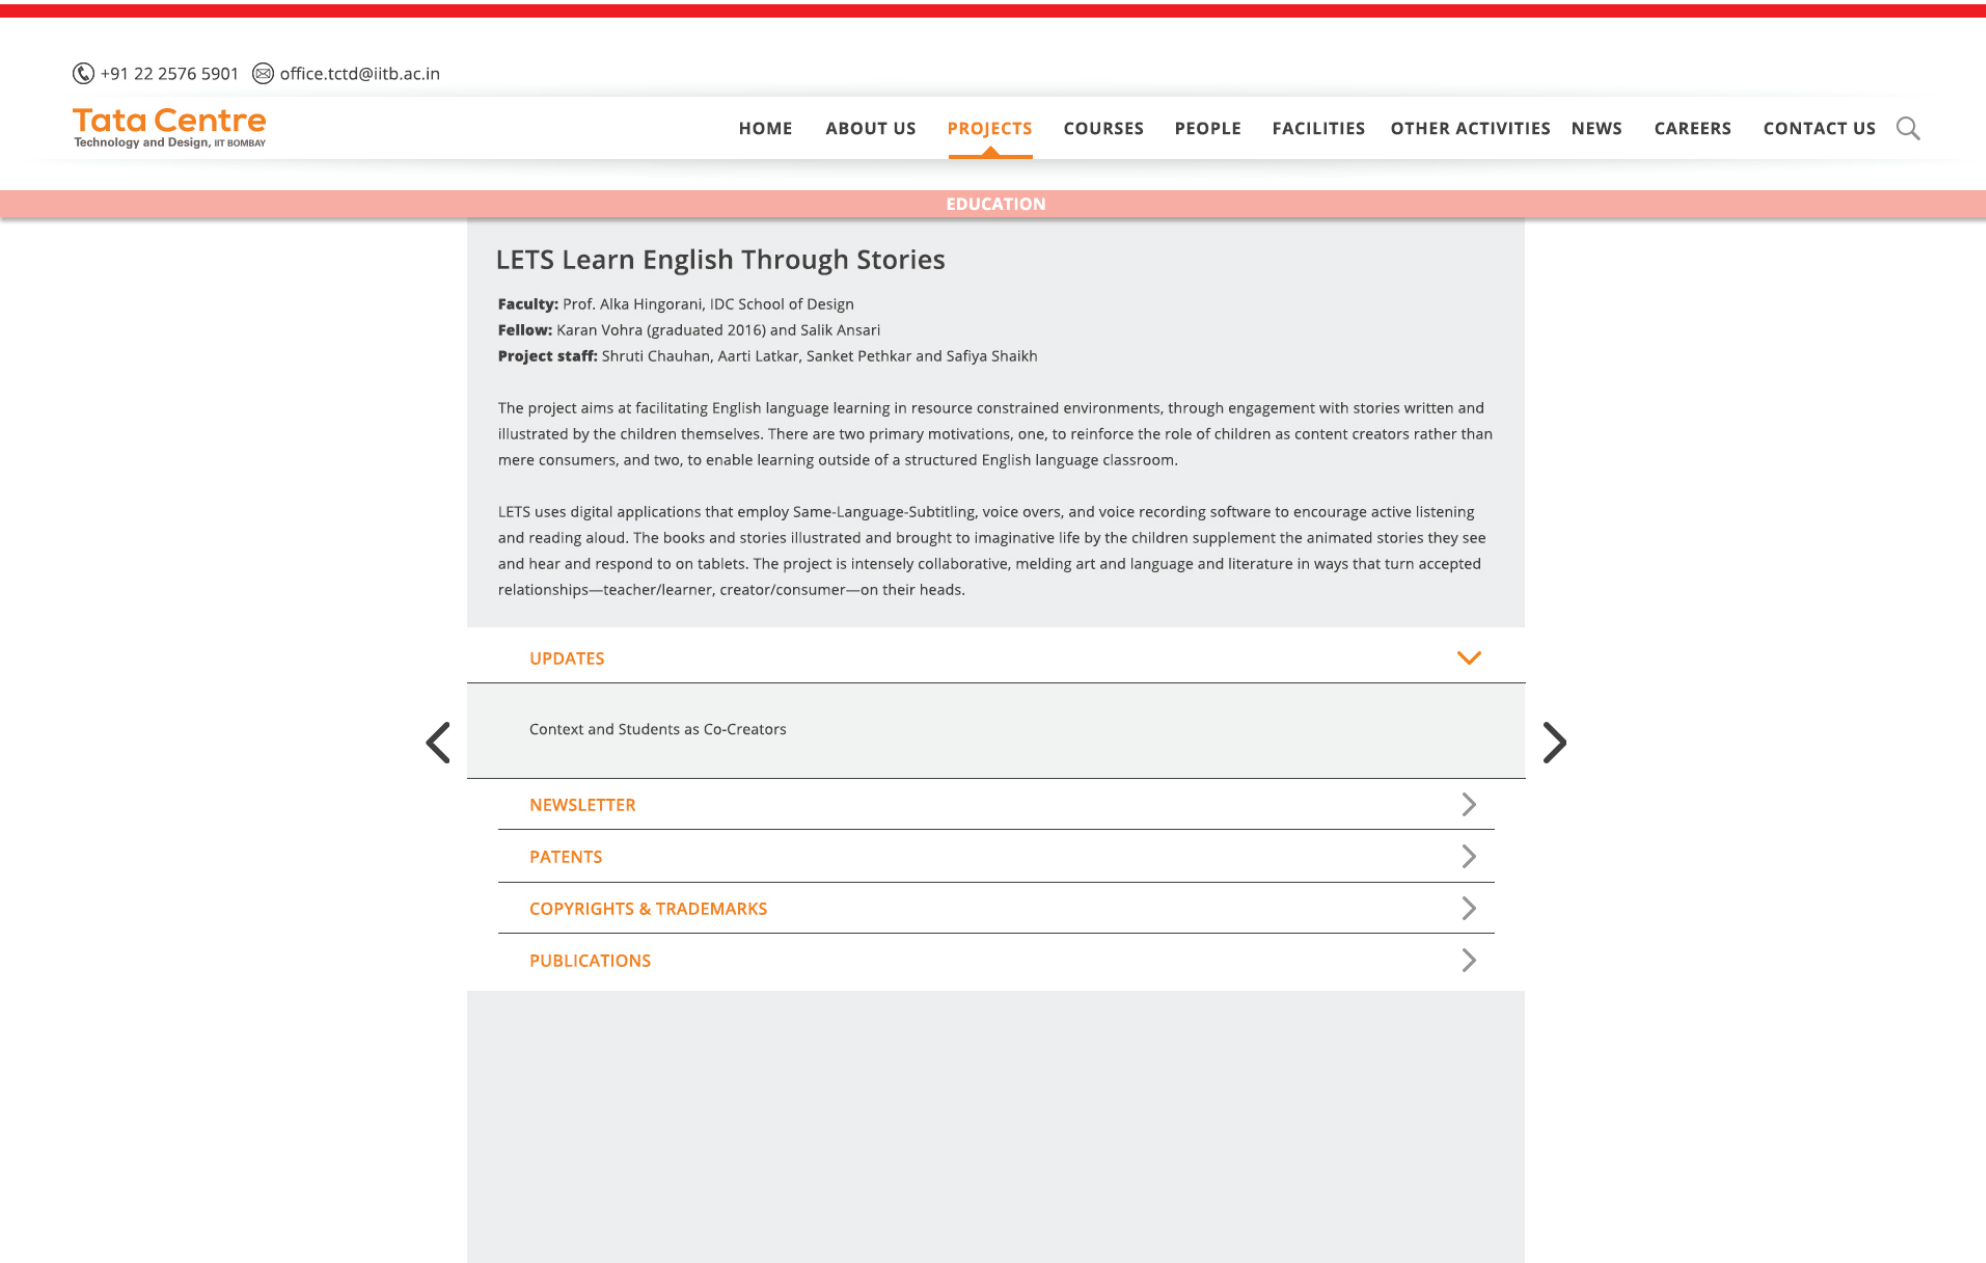 +91 22 2576 5901 office.tctd@iitb.ac.in
Tata Centre
Technology and Design, IIT BOMBAY
HOME ABOUT US PROJECTS COURSES PEOPLE FACILITIES OTHER ACTIVITIES NEWS CAREERS CONTACT US
EDUCATION
LETS Learn English Through Stories
Faculty: Prof. Alka Hingorani, IDC School of Design
Fellow: Karan Vohra (graduated 2016) and Salik Ansari
Project staff: Shruti Chauhan, Aarti Latkar, Sanket Pethkar and Safiya Shaikh
The project aims at facilitating English language learning in resource constrained environments, through engagement with stories written and
illustrated by the children themselves. There are two primary motivations, one, to reinforce the role of children as content creators rather than
mere consumers, and two, to enable learning outside of a structured English language classroom.
LETS uses digital applications that employ Same-Language-Subtitling, voice overs, and voice recording software to encourage active listening
and reading aloud. The books and stories illustrated and brought to imaginative life by the children supplement the animated stories they see
and hear and respond to on tablets. The project is intensely collaborative, melding art and language and literature in ways that turn accepted
relationships—teacher/learner, creator/consumer—on their heads.
UPDATES
Context and Students as Co-Creators
NEWSLETTER
PATENTS
COPYRIGHTS & TRADEMARKS
PUBLICATIONS